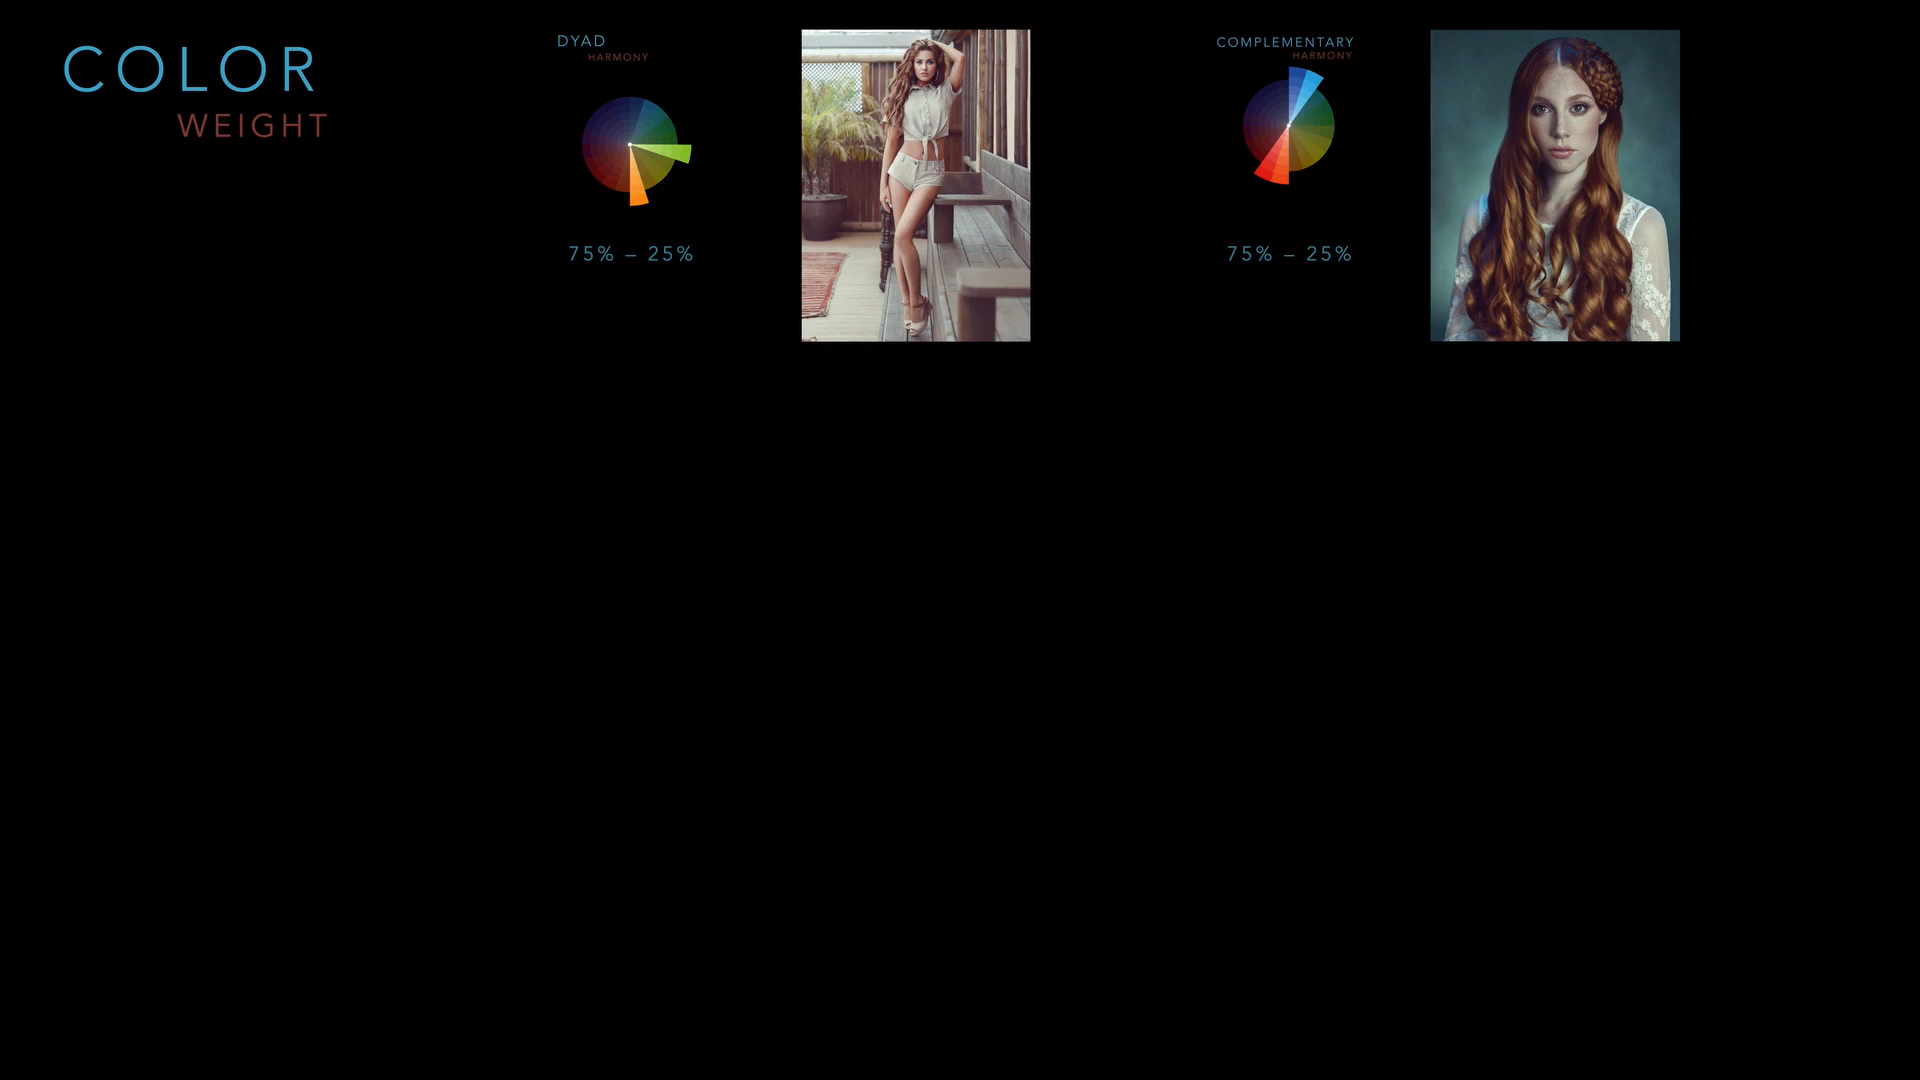 COLOR
WEIGHT
DYAD
HARMONY
75% – 25%
COMPLEMENTARY
HARMONY
75% – 25%